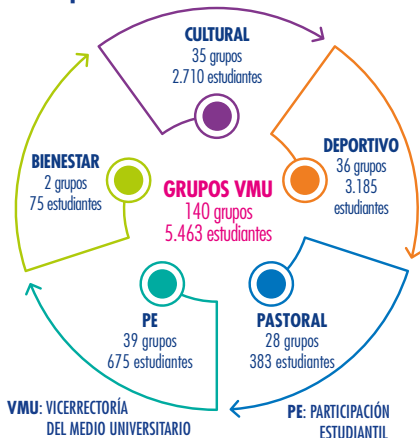 CULTURAL
35 grupos
2.710 estudiantes
DEPORTIVO
36 grupos
3.185
estudiantes
BIENESTAR
2 grupos
75 estudiantes
GRUPOS VMU
140 grupos
5.463 estudiantes
PE
39 grupos
675 estudiantes
PASTORAL
28 grupos
383 estudiantes
VMU: VICERRECTORÍA
DEL MEDIO UNIVERSITARIO
PE: PARTICIPACIÓN
ESTUDIANTIL